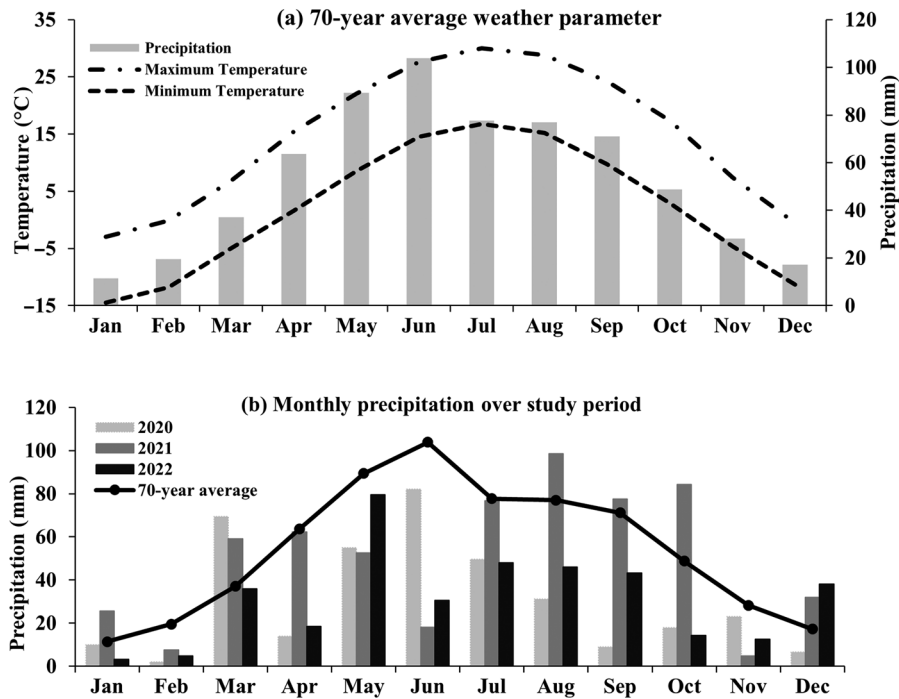 (a) 70-year average weather parameter
35
25
15
5
−5
−15
Temperature (°C)
Precipitation
Maximum Temperature
Minimum Temperature
120
100
80
60
40
20
0
Precipitation (mm)
Jan Feb Mar Apr May Jun Jul Aug Sep Oct Nov Dec
(b) Monthly precipitation over study period
120
100
80
60
40
20
0
Precipitation (mm)
2020
2021
2022
70-year average
Jan Feb Mar Apr May Jun Jul Aug Sep Oct Nov Dec